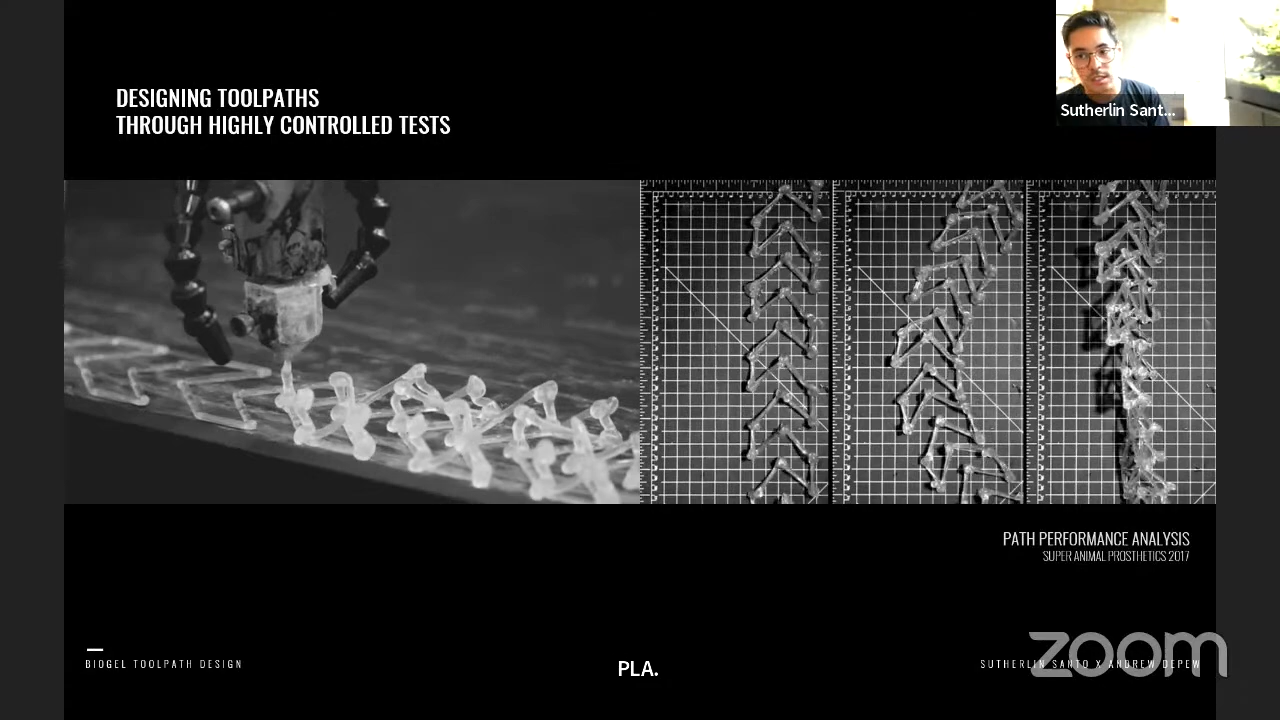 DESIGNING TOOLPATHS
THROUGH HIGHLY CONTROLLED TESTS
Sutherlin Sant...
PATH PERFORMANCE ANALYSIS
SUPER ANIMAL PROSTHETICS 2017
BIOGEL TOOLPATH DESIGN
PLA.
SUTHERLIN SANTO X ANDREW DEPEW
zoom